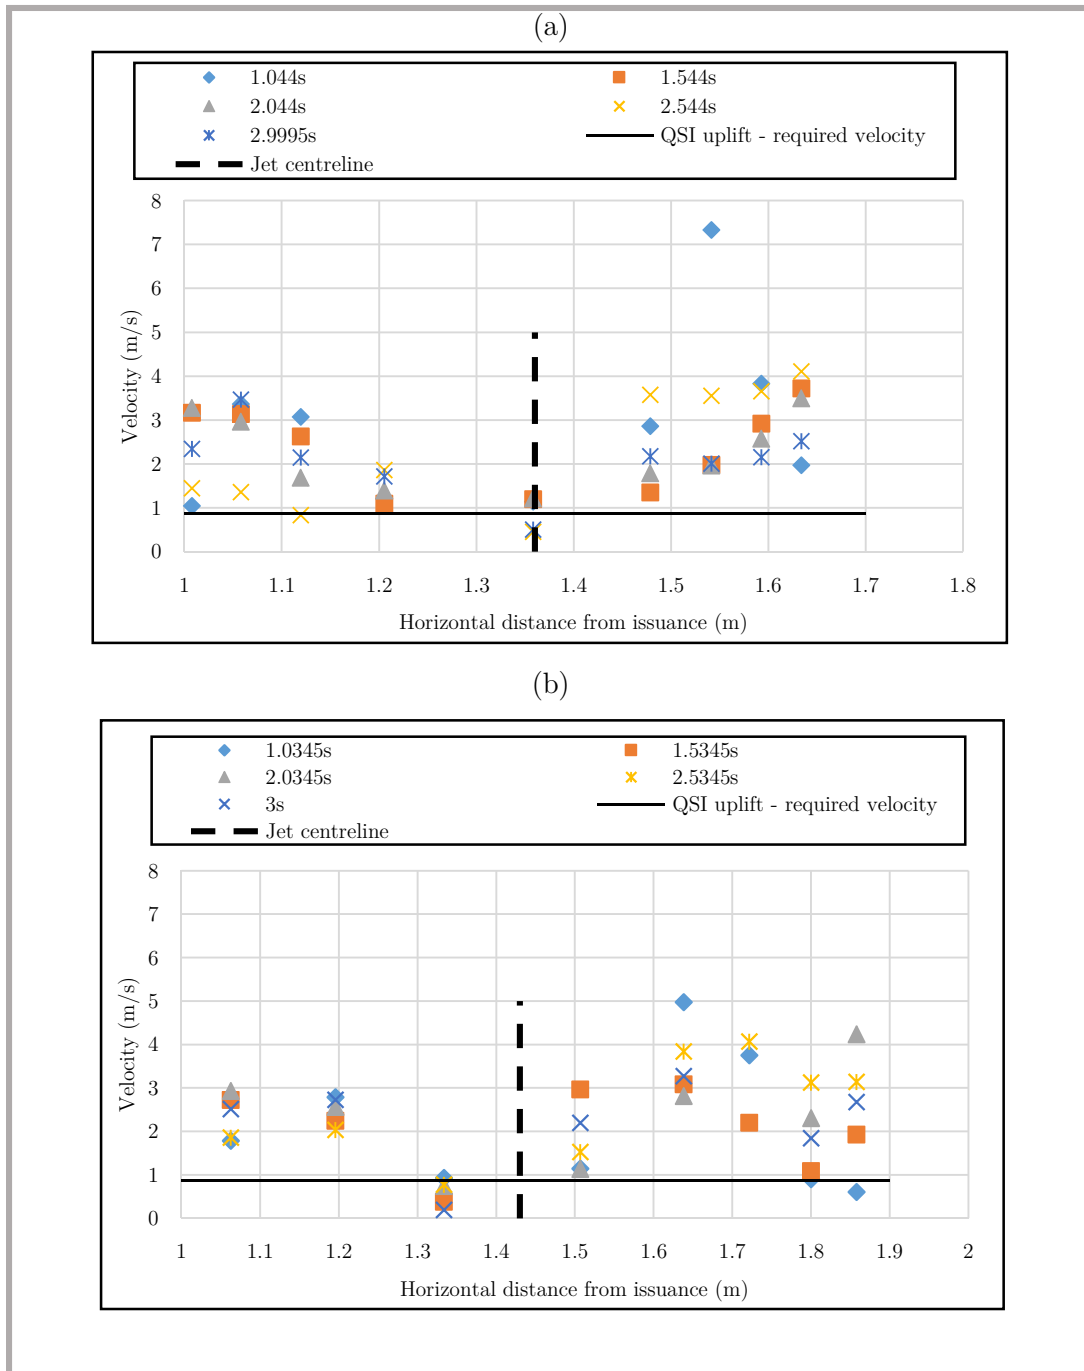 (a)
1.044s 1.544s
2.044s 2.544s
2.9995s QSI uplift - required velocity
Jet centreline
8
7
6
5
4
3
2
1
0
Velocity (m/s)
1 1.1 1.2 1.3 1.4 1.5 1.6 1.7 1.8
Horizontal distance from issuance (m)
(b)
1.0345s 1.5345s
2.0345s 2.5345s
3s QSI uplift - required velocity
Jet centreline
8
7
6
5
4
3
2
1
0
Velocity (m/s)
1 1.1 1.2 1.3 1.4 1.5 1.6 1.7 1.8 1.9 2
Horizontal distance from issuance (m)